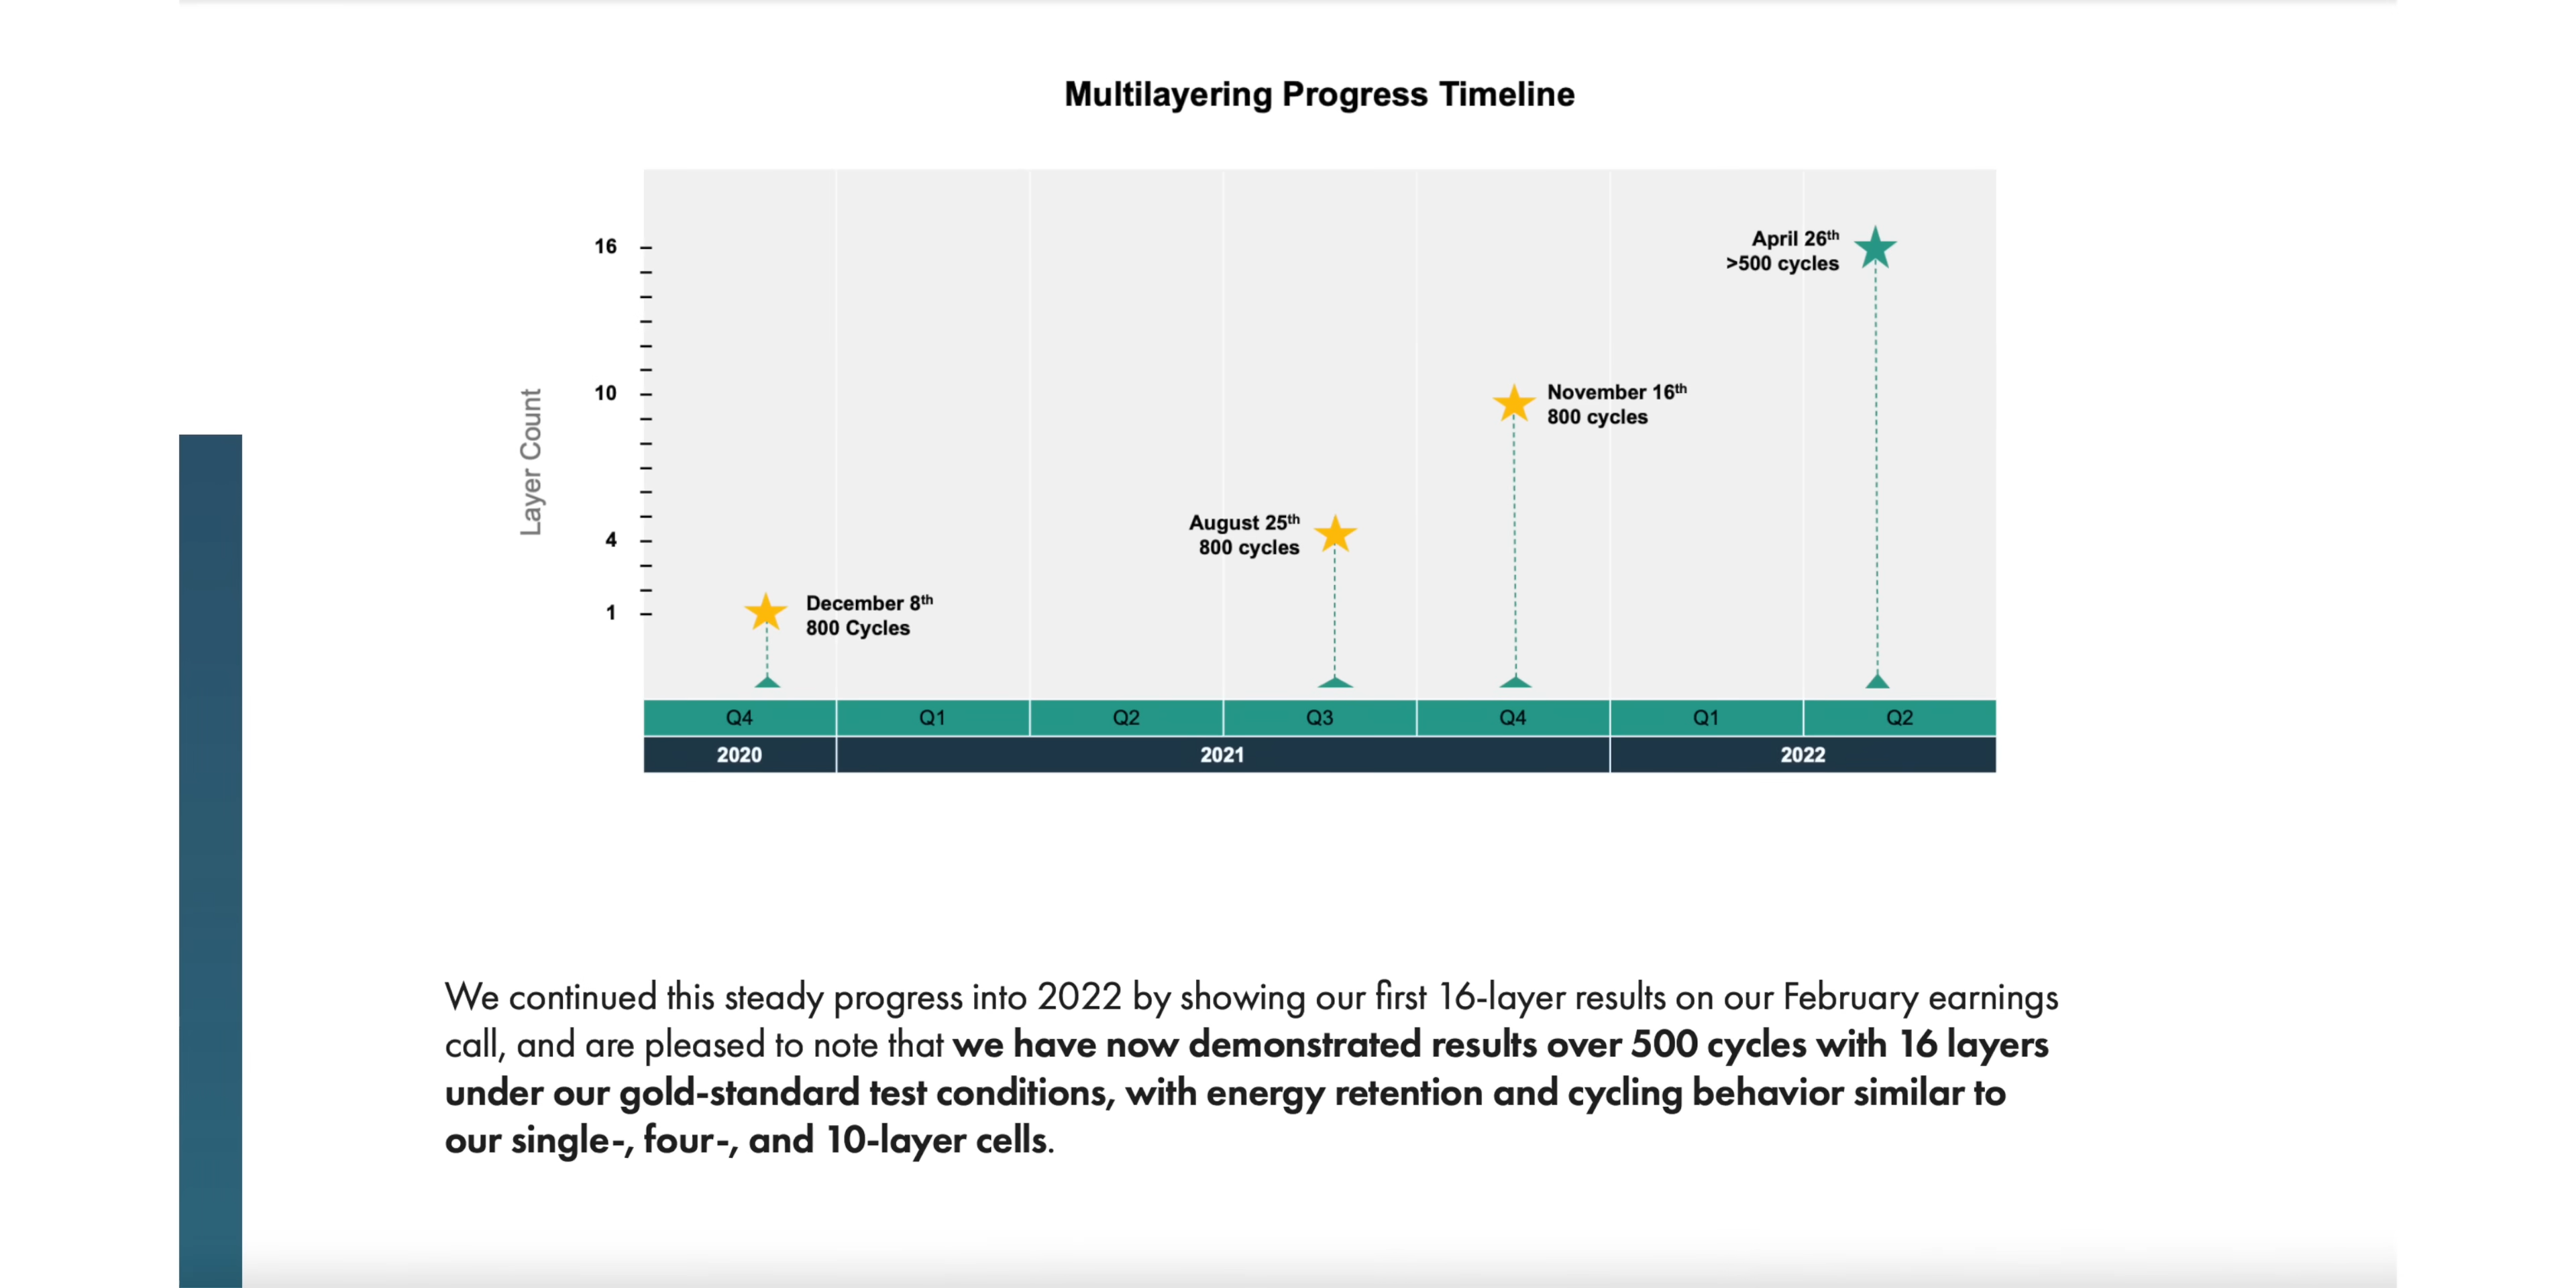 Multilayering Progress Timeline
Layer Count
16
10
4
1
April 26th
>500 cycles
November 16th
800 cycles
August 25th
800 cycles
December 8th
800 Cycles
Q4 Q1 Q2 Q3 Q4 Q1 Q2
2020 2021 2022
We continued this steady progress into 2022 by showing our first 16-layer results on our February earnings
call, and are pleased to note that we have now demonstrated results over 500 cycles with 16 layers
under our gold-standard test conditions, with energy retention and cycling behavior similar to
our single-, four-, and 10-layer cells.